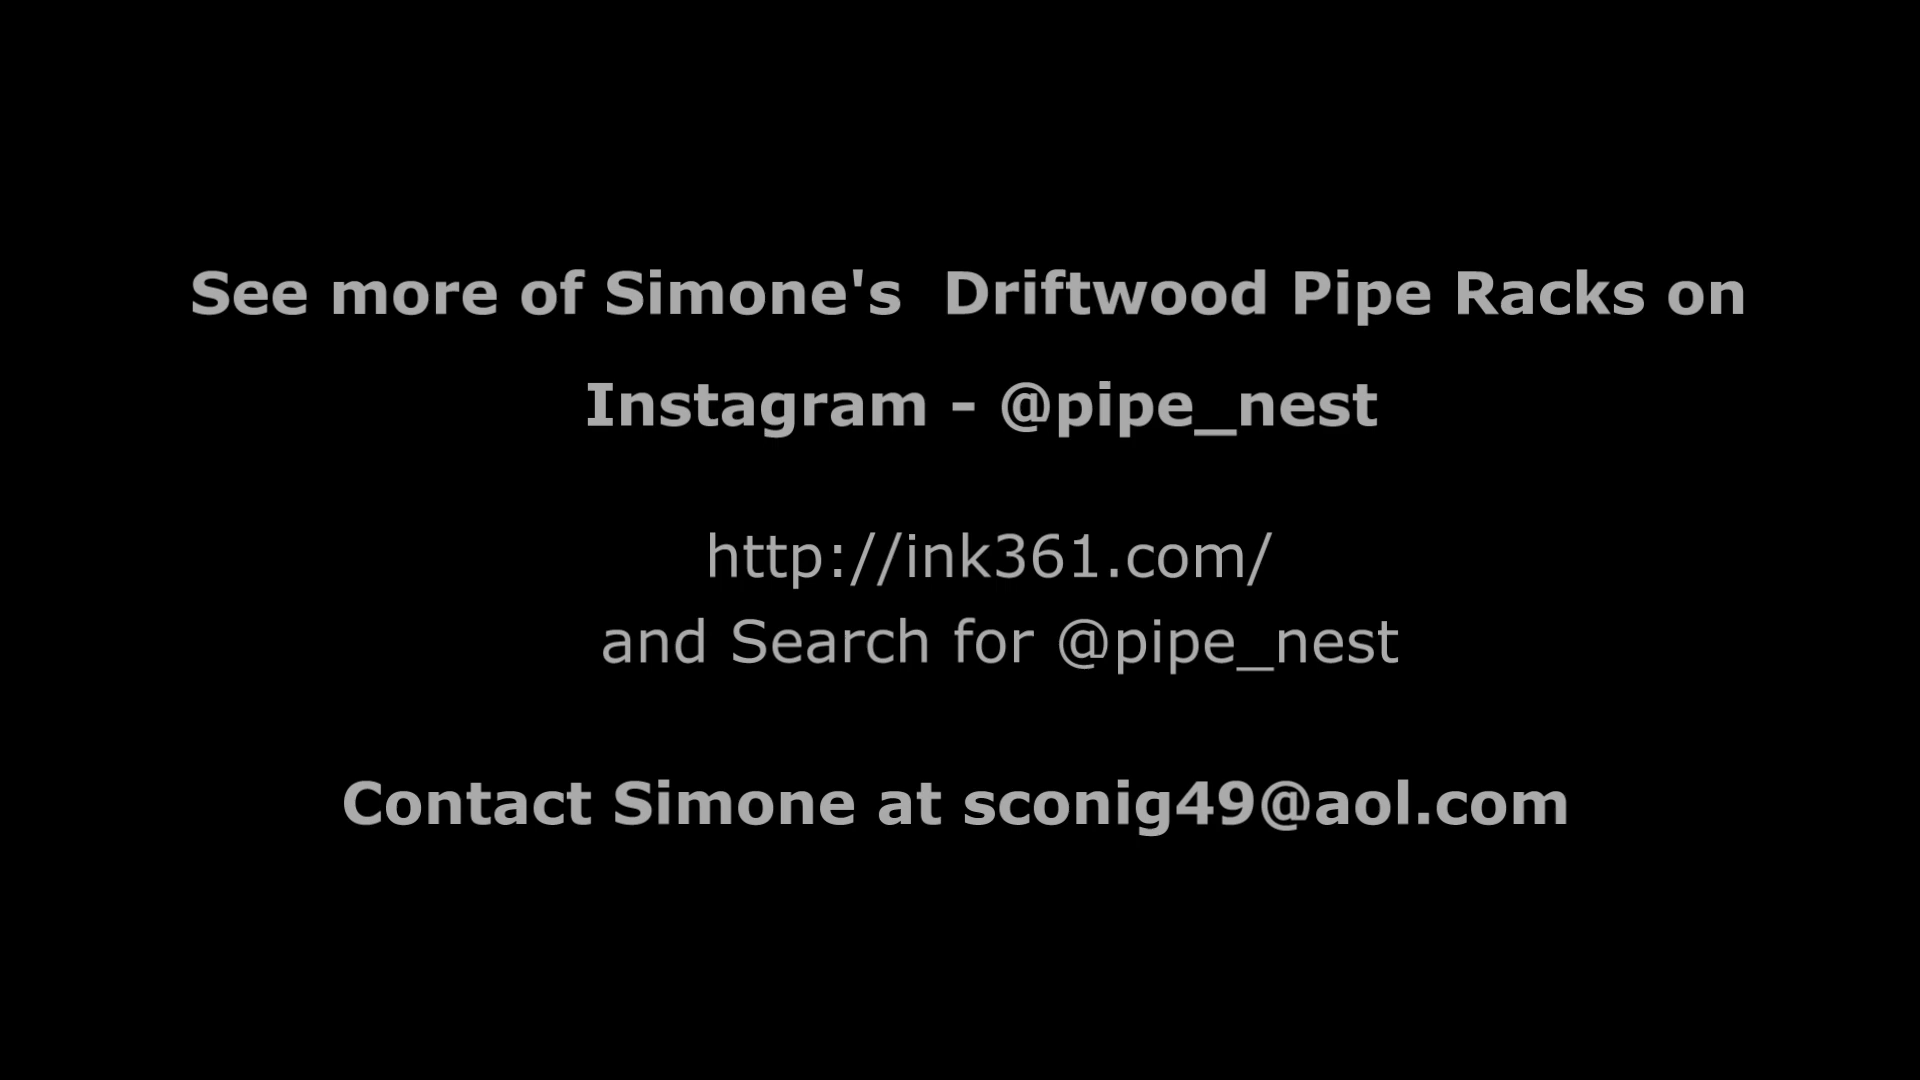 See more of Simone's  Driftwood Pipe Racks on
Instagram - @pipe_nest
http://ink361.com/
and Search for @pipe_nest
Contact Simone at sconig49@aol.com